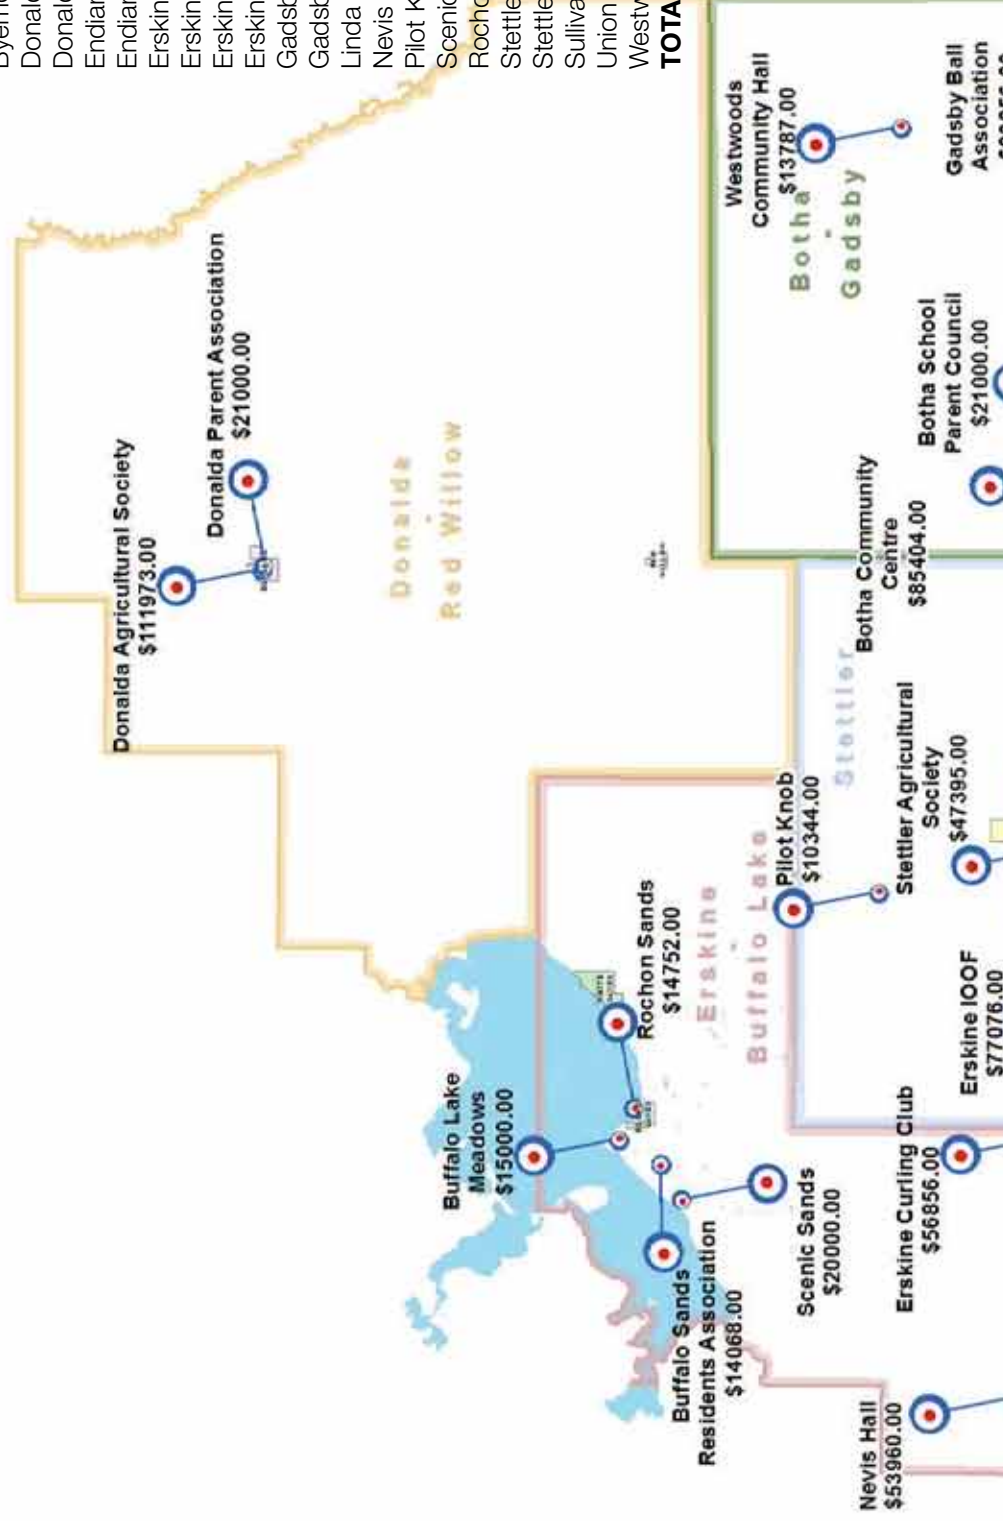 Donalda Agricultural Society
$111973.00
Donalda Parent Association
$21000.00
Donalda
Red Willow
Buffalo Lake
Meadows
$15000.00
Rochon Sands
$14752.00
Erskine
Buffalo Lake
Buffalo Sands
Residents Association
$14068.00
Scenic Sands
$20000.00
Pilot Knob
$10344.00
Stettler
Stettler Agricultural
Society
$47395.00
Botha Community
Centre
$85404.00
Westwoods
Community Hall
$13787.00
Botha
Gadsby
Botha School
Parent Council
$21000.00
Gadsby Ball
Association
Erskine IOOF
$77076.00
Erskine Curling Club
$56856.00
Nevis Hall
$53960.00
Donal
Donal
Endiar
Endiar
Erskin
Erskin
Erskin
Erskin
Gadsb
Gadsb
Linda
Nevis
Pilot K
Scenic
Rocho
Stettle
Stettle
Sulliva
Union
Westw
TOTA